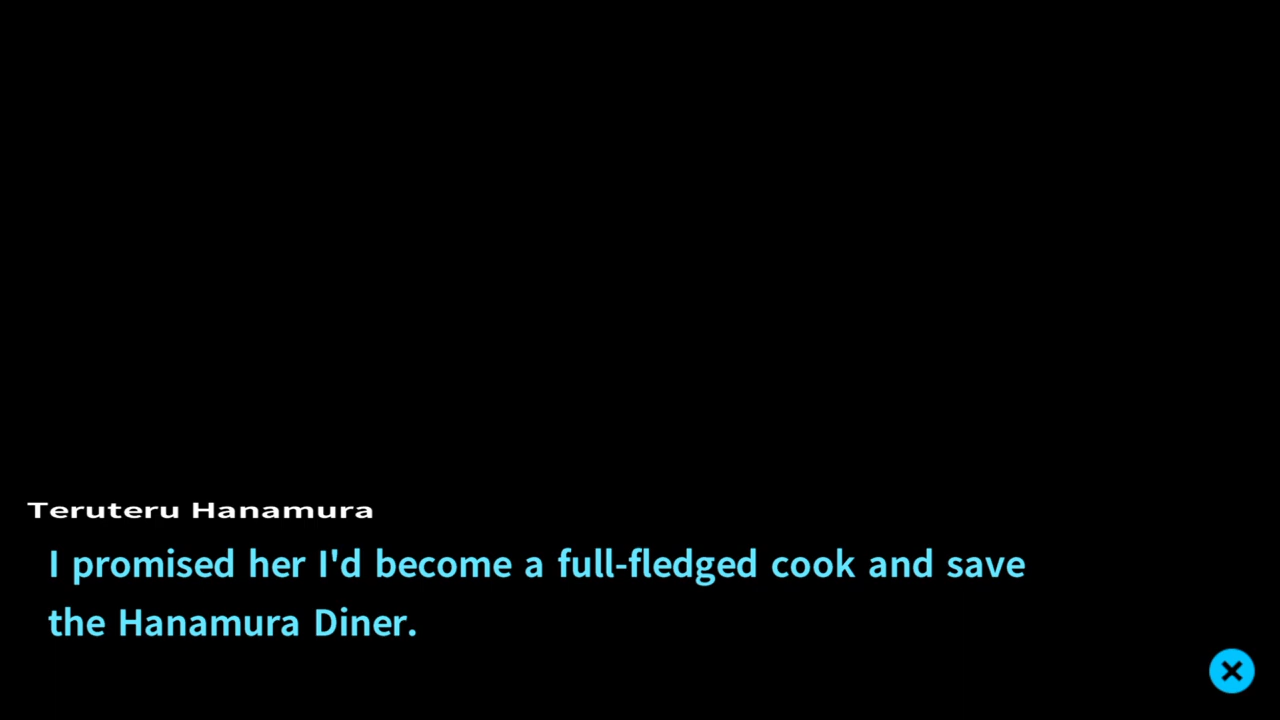 Teruteru Hanamura
I promised her I'd become a full-fledged cook and save
the Hanamura Diner.